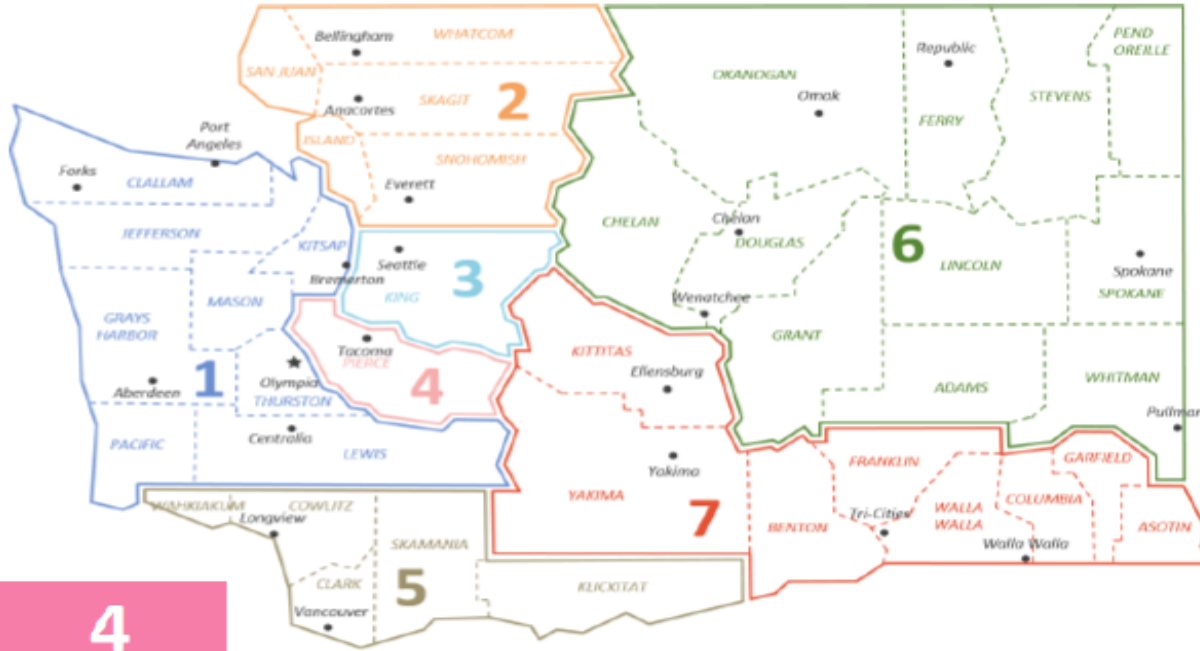 Bellingham
WHATCOM
SAN JUAN
SKAGIT
2
Anacortes
ISLAND
SNOHOMISH
Everett
Port
Angeles
Forks
CLALLAM
JEFFERSON
KITSAP
Bremerton
MASON
GRAYS
HARBOR
Aberdeen
1
Olympia
THURSTON
PACIFIC
Centralia
LEWIS
Seattle
KING
3
Tacoma
PIERCE
4
OKANOGAN
Omak
Republic
FERRY
STEVENS
PEND
OREILLE
CHELAN
Chelan
DOUGLAS
6
LINCOLN
Spokane
SPOKANE
Wenatchee
GRANT
ADAMS
WHITMAN
Pullman
KITTITAS
Ellensburg
Yakima
YAKIMA
7
BENTON
FRANKLIN
Tri-Cities
WALLA
WALLA
Walla Walla
COLUMBIA
GARFIELD
ASOTIN
WAHKIAKUM
COWLITZ
Longview
SKAMANIA
CLARK
5
Vancouver
KLICKITAT
4